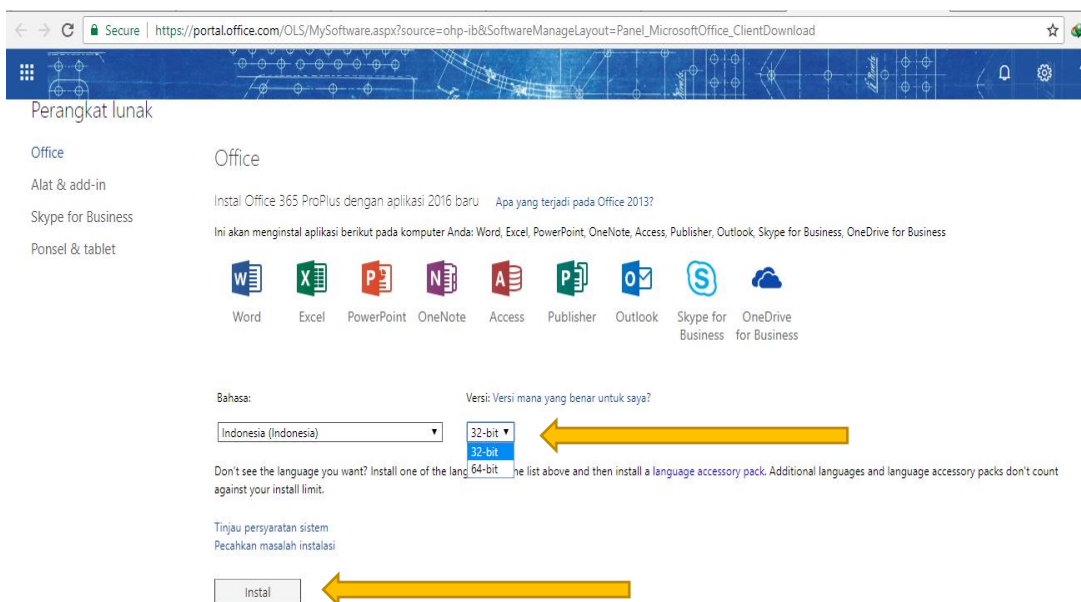 Secure | https://portal.office.com/OLS/MySoftware.aspx?source=ohp-ib&SoftwareManageLayout=Panel_MicrosoftOffice_ClientDownload
Perangkat lunak
Office
Alat & add-in
Skype for Business
Ponsel & tablet
Office
Instal Office 365 ProPlus dengan aplikasi 2016 baru Apa yang terjadi pada Office 2013?
Ini akan menginstal aplikasi berikut pada komputer Anda: Word, Excel, PowerPoint, OneNote, Access, Publisher, Outlook, Skype for Business, OneDrive for Business
Word Excel PowerPoint OneNote Access Publisher Outlook Skype for Business OneDrive for Business
Bahasa: Versi: Versi mana yang benar untuk saya?
Indonesia (Indonesia) 32-bit
32-bit
64-bit
Don't see the language you want? Install one of the lang he list above and then install a language accessory pack. Additional languages and language accessory packs don't count
against your install limit.
Tinjau persyaratan sistem
Pecahkan masalah instalasi
Instal